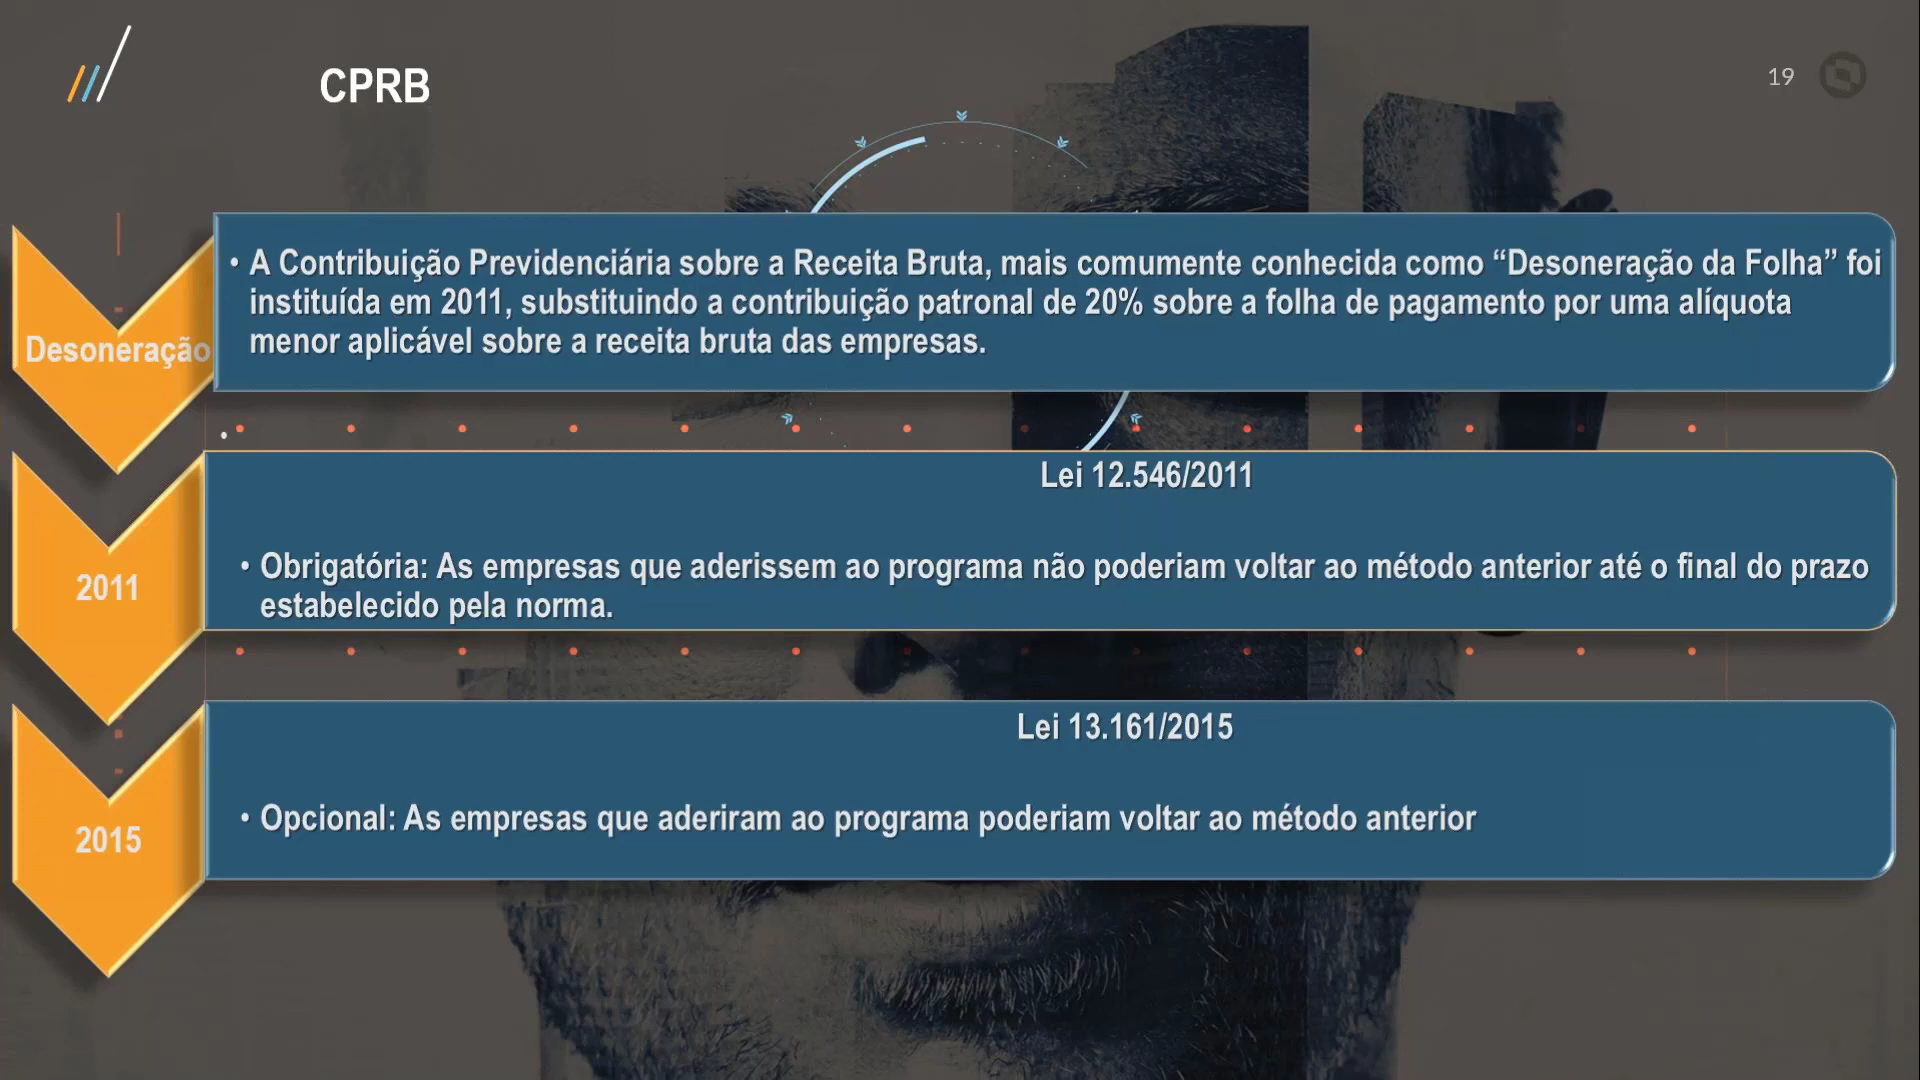 CPRB
19
Desoneração
• A Contribuição Previdenciária sobre a Receita Bruta, mais comumente conhecida como “Desoneração da Folha” foi
instituída em 2011, substituindo a contribuição patronal de 20% sobre a folha de pagamento por uma alíquota
menor aplicável sobre a receita bruta das empresas.
•
2011
Lei 12.546/2011
• Obrigatória: As empresas que aderissem ao programa não poderiam voltar ao método anterior até o final do prazo
estabelecido pela norma.
2015
Lei 13.161/2015
• Opcional: As empresas que aderiram ao programa poderiam voltar ao método anterior